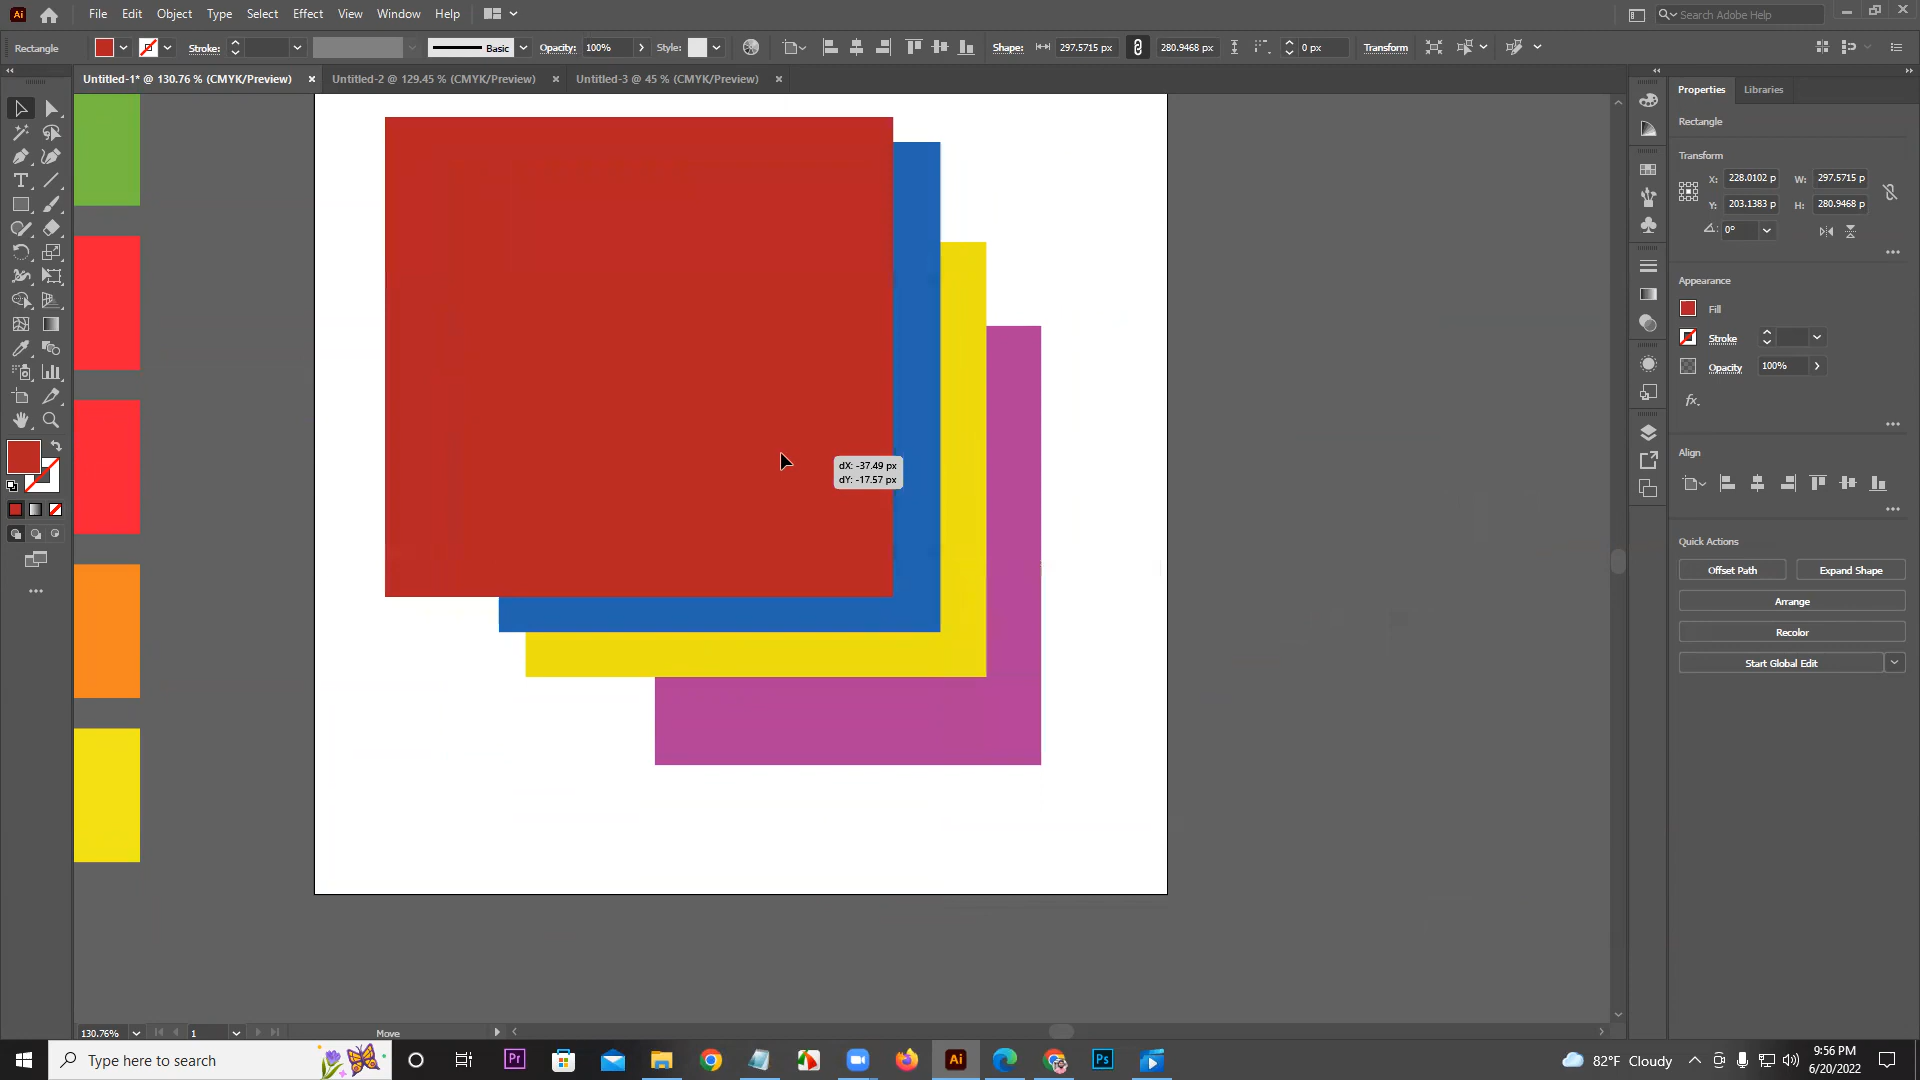 Ai File Edit Object Type Select Effect View Window Help Search Adobe Help
Rectangle Stroke: Basic Opacity: 100% Style: Shape: 297.5715 px 280.9468 px 0 px Transform
Untitled-1* @ 130.76 % (CMYK/Preview) × Untitled-2 @ 129.45 % (CMYK/Preview) × Untitled-3 @ 45 % (CMYK/Preview) ×
Properties Libraries
Rectangle
Transform
X: 228.0102 p W: 297.5715 p
Y: 203.1383 p H: 280.9468 p
0°
Appearance
Fill
Stroke
Opacity 100%
fx
dX: -37.49 px
dY: -17.57 px
Align
Quick Actions
Offset Path Expand Shape
Arrange
Recolor
Start Global Edit
130.76% 1 Move
Type here to search Pr Ai Ps 82°F Cloudy
9:56 PM
6/20/2022